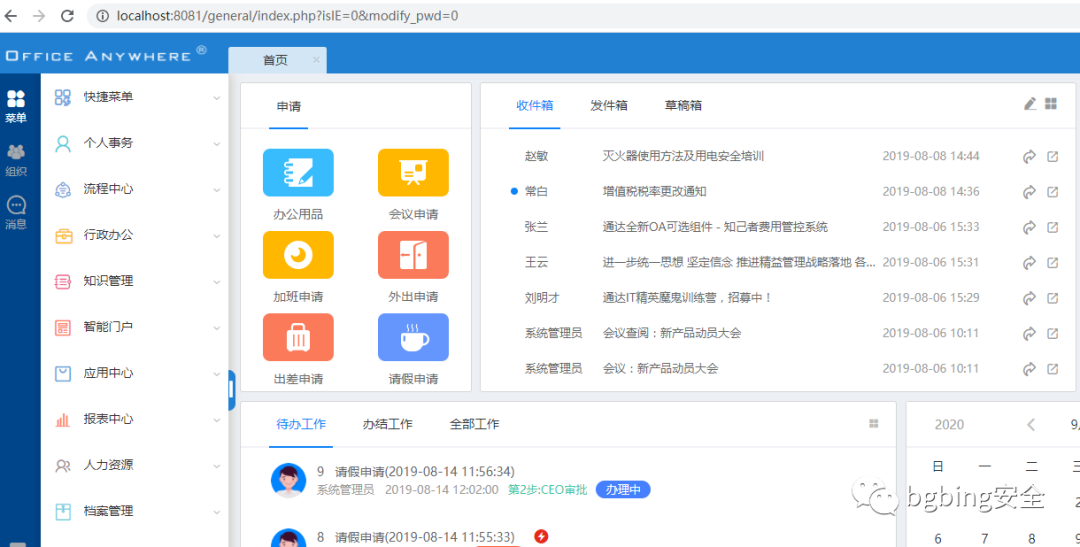 localhost:8081/general/index.php?isIE=0&modify_pwd=0
OFFICE ANYWHERE®
首页
菜单
组织
消息
快捷菜单
个人事务
流程中心
行政办公
知识管理
智能门户
应用中心
报表中心
人力资源
档案管理
申请
办公用品 会议申请
加班申请 外出申请
出差申请 请假申请
收件箱 发件箱 草稿箱
赵敏 灭火器使用方法及用电安全培训 2019-08-08 14:44
常白 增值税税率更改通知 2019-08-08 14:36
张兰 通达全新OA可选组件 - 知己者费用管控系统 2019-08-06 15:33
王云 进一步统一思想 坚定信念 推进精益管理战略落地 各... 2019-08-06 15:31
刘明才 通达IT精英魔鬼训练营，招募中！ 2019-08-06 15:29
系统管理员 会议查阅：新产品动员大会 2019-08-06 10:11
系统管理员 会议：新产品动员大会 2019-08-06 10:11
待办工作 办结工作 全部工作
9 请假申请(2019-08-14 11:56:34)
系统管理员 2019-08-14 12:02:00 第2步:CEO审批 办理中
8 请假申请(2019-08-14 11:55:33)
2020
日 一 二
6 7 8
bgbing安全